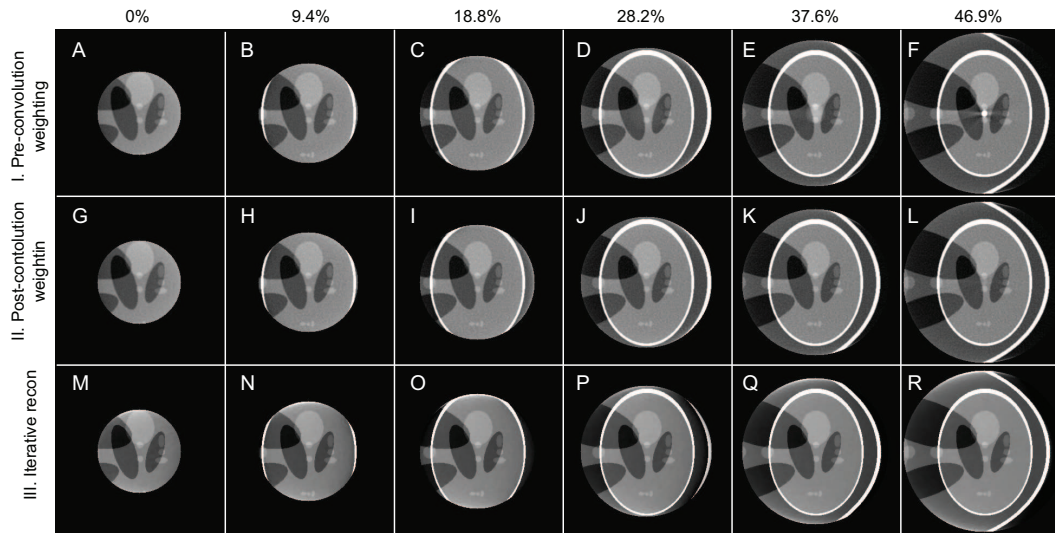 0% 9.4% 18.8% 28.2% 37.6% 46.9%
I. Pre-convolution
weighting
A B C D E F
II. Post-contolution
weightin
G H I J K L
III. Iterative recon
M N O P Q R